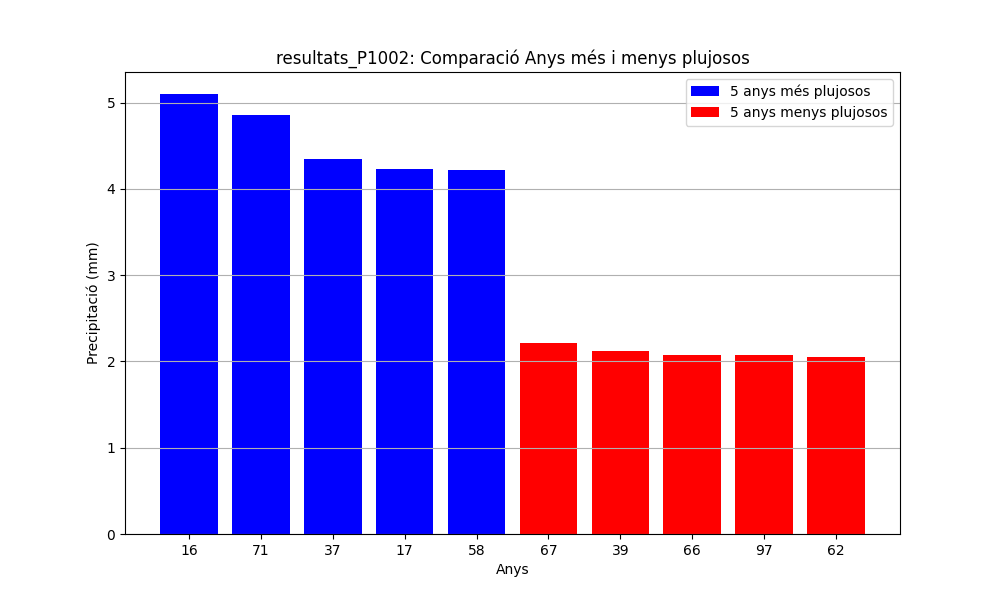 resultats_P1002: Comparació Anys més i menys plujosos
5 anys més plujosos
5 anys menys plujosos
Precipitació (mm)
5
4
3
2
1
0
16 71 37 17 58 67 39 66 97 62
Anys